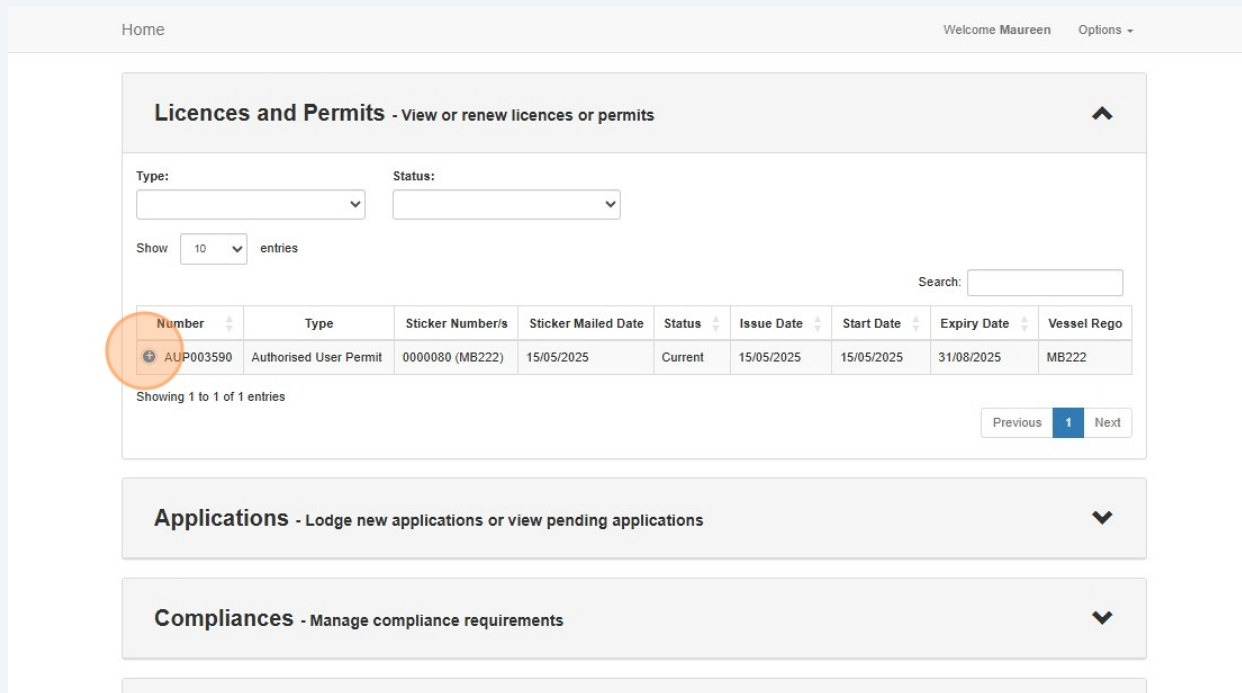 Home Welcome Maureen Options
Licences and Permits - View or renew licences or permits
Type: Status:
Show 10 entries
Search:
Number Type Sticker Number/s Sticker Mailed Date Status Issue Date Start Date Expiry Date Vessel Rego
AUP003590 Authorised User Permit 0000080 (MB222) 15/05/2025 Current 15/05/2025 15/05/2025 31/08/2025 MB222
Showing 1 to 1 of 1 entries
Previous 1 Next
Applications - Lodge new applications or view pending applications
Compliances - Manage compliance requirements